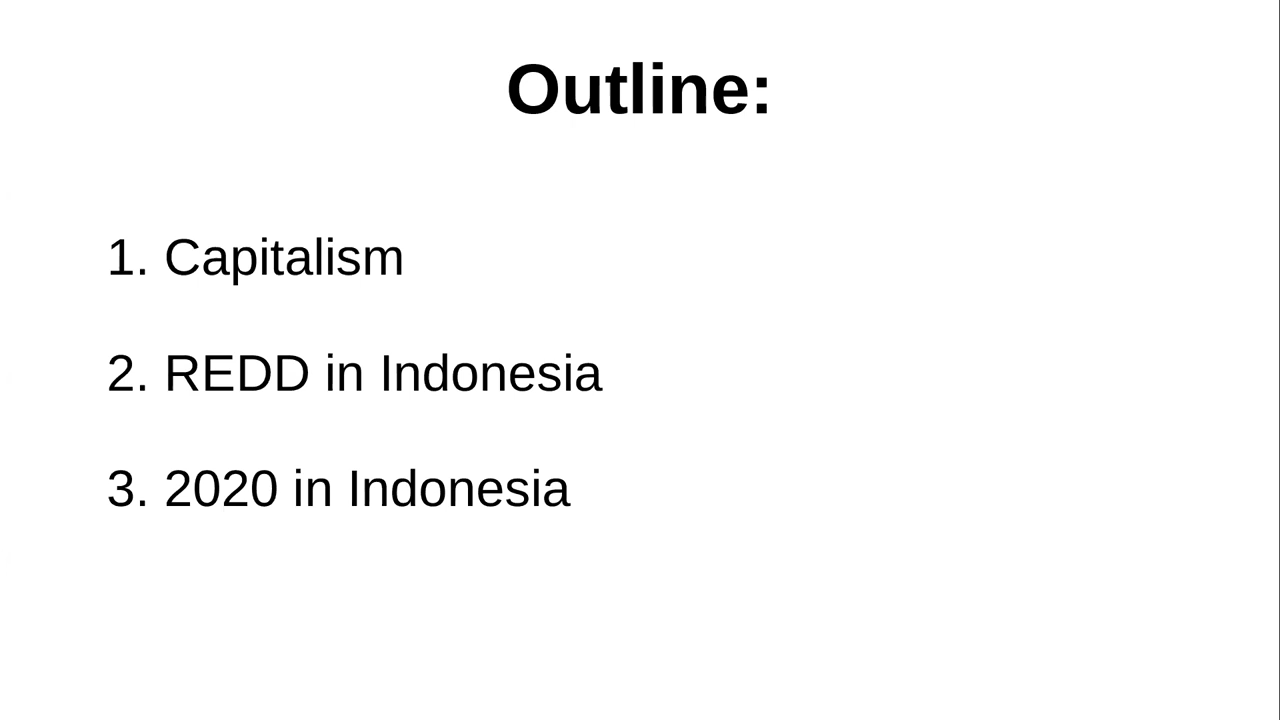 Outline:
1. Capitalism
2. REDD in Indonesia
3. 2020 in Indonesia